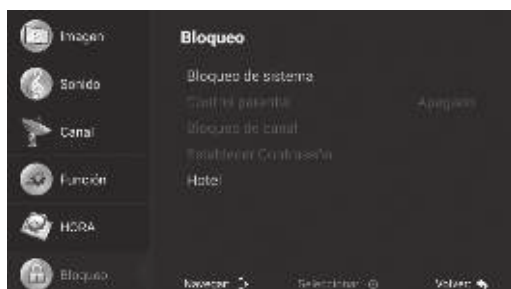 Imagen
Sonido
Canal
Función
HORA
Bloqueo
Bloqueo
Bloqueo de sistema
Control parental Apagado
Bloqueo de canal
Establecer Contraseña
Hotel
Navegar: Seleccionar: Volver: